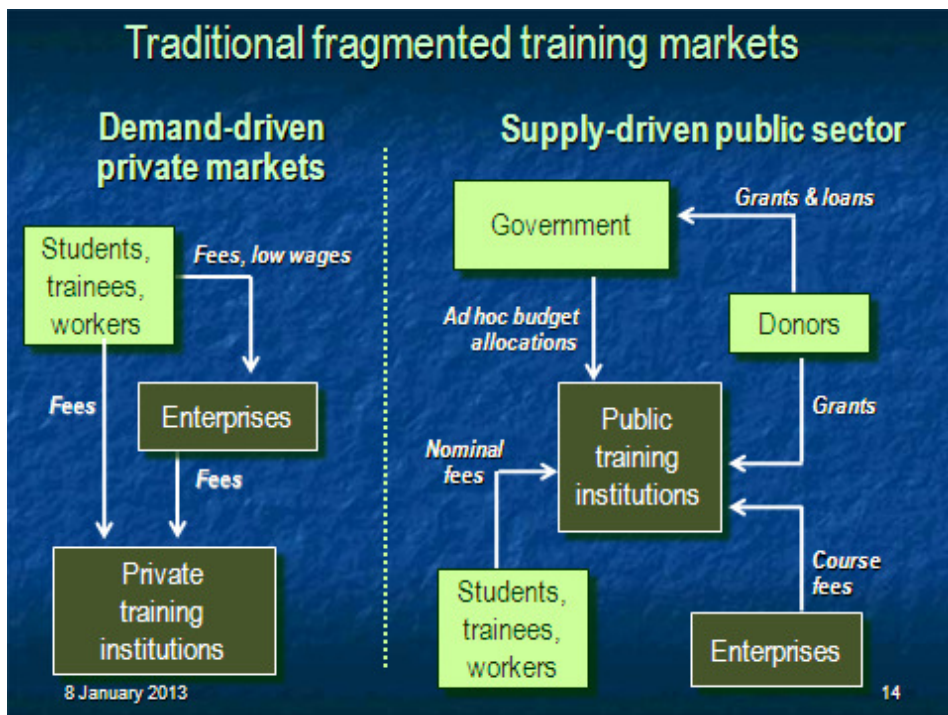 Traditional fragmented training markets
Demand-driven
private markets
Students,
trainees,
workers
Fees, low wages
Fees
Enterprises
Fees
Private
training
institutions
Supply-driven public sector
Government
Grants & loans
Ad hoc budget
allocations
Donors
Grants
Public
training
institutions
Nominal
fees
Students,
trainees,
workers
Course
fees
Enterprises
8 January 2013
14